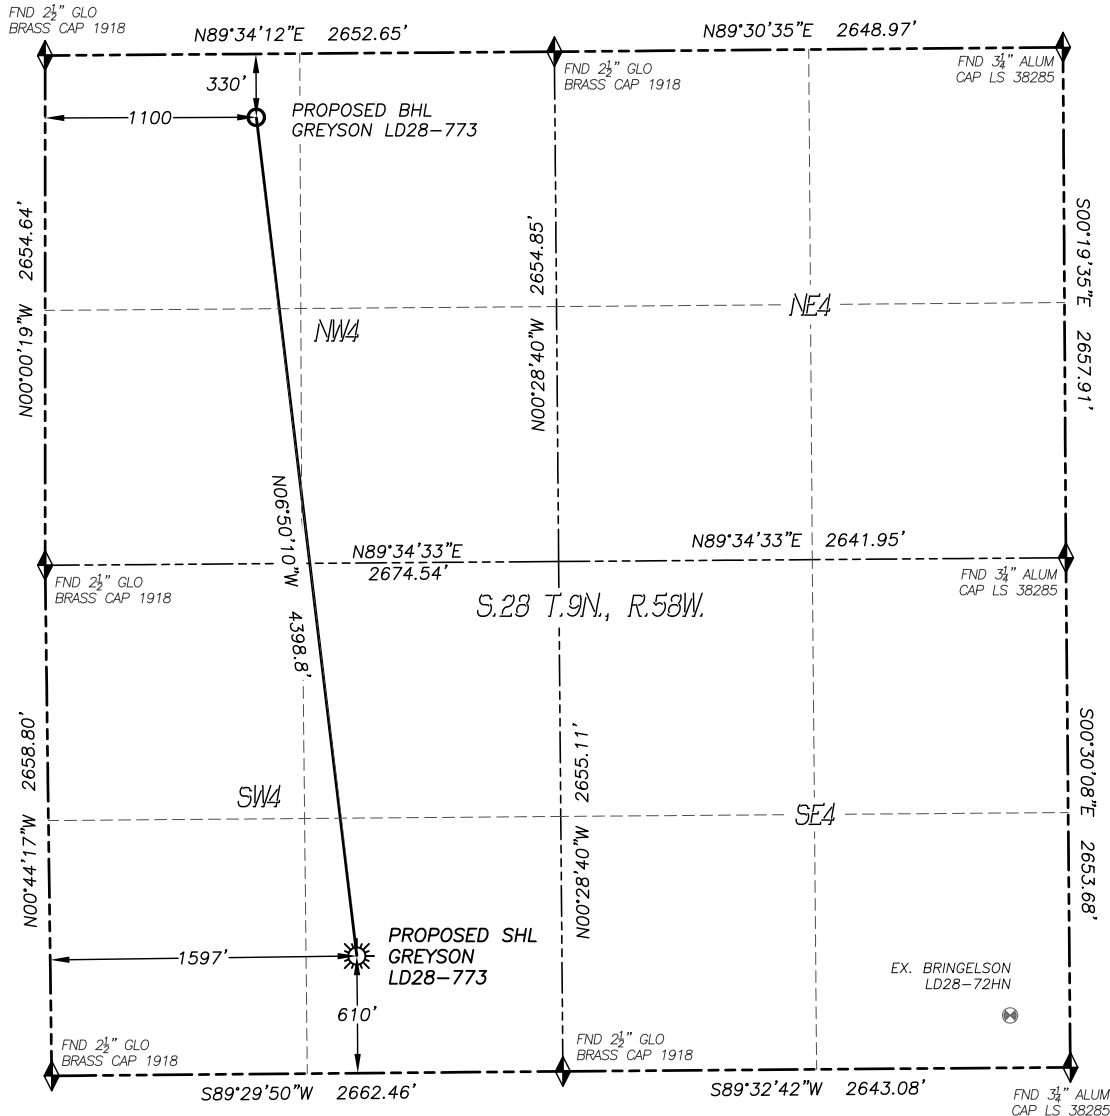 FND 2½" GLO
BRASS CAP 1918
N89°34'12"E 2652.65'
N89°30'35"E 2648.97'
FND 2½" GLO
BRASS CAP 1918
FND 3¼" ALUM
CAP LS 38285
330'
1100
PROPOSED BHL
GREYSON LD28-773
N00°00'19"W 2654.64'
N00°28'40"W 2654.85'
S00°19'35"E 2657.91'
NW4
NE4
N06°50'10"W 4398.8'
N89°34'33"E
2674.54'
N89°34'33"E 2641.95'
FND 2½" GLO
BRASS CAP 1918
FND 3¼" ALUM
CAP LS 38285
S.28 T.9N., R.58W.
N00°44'17"W 2658.80'
N00°28'40"W 2655.11'
S00°30'08"E 2653.68'
SW4
SE4
1597'
PROPOSED SHL
GREYSON
LD28-773
610'
EX. BRINGELSON
LD28-72HN
FND 2½" GLO
BRASS CAP 1918
FND 2½" GLO
BRASS CAP 1918
S89°29'50"W 2662.46'
S89°32'42"W 2643.08'
FND 3¼" ALUM
CAP LS 38285